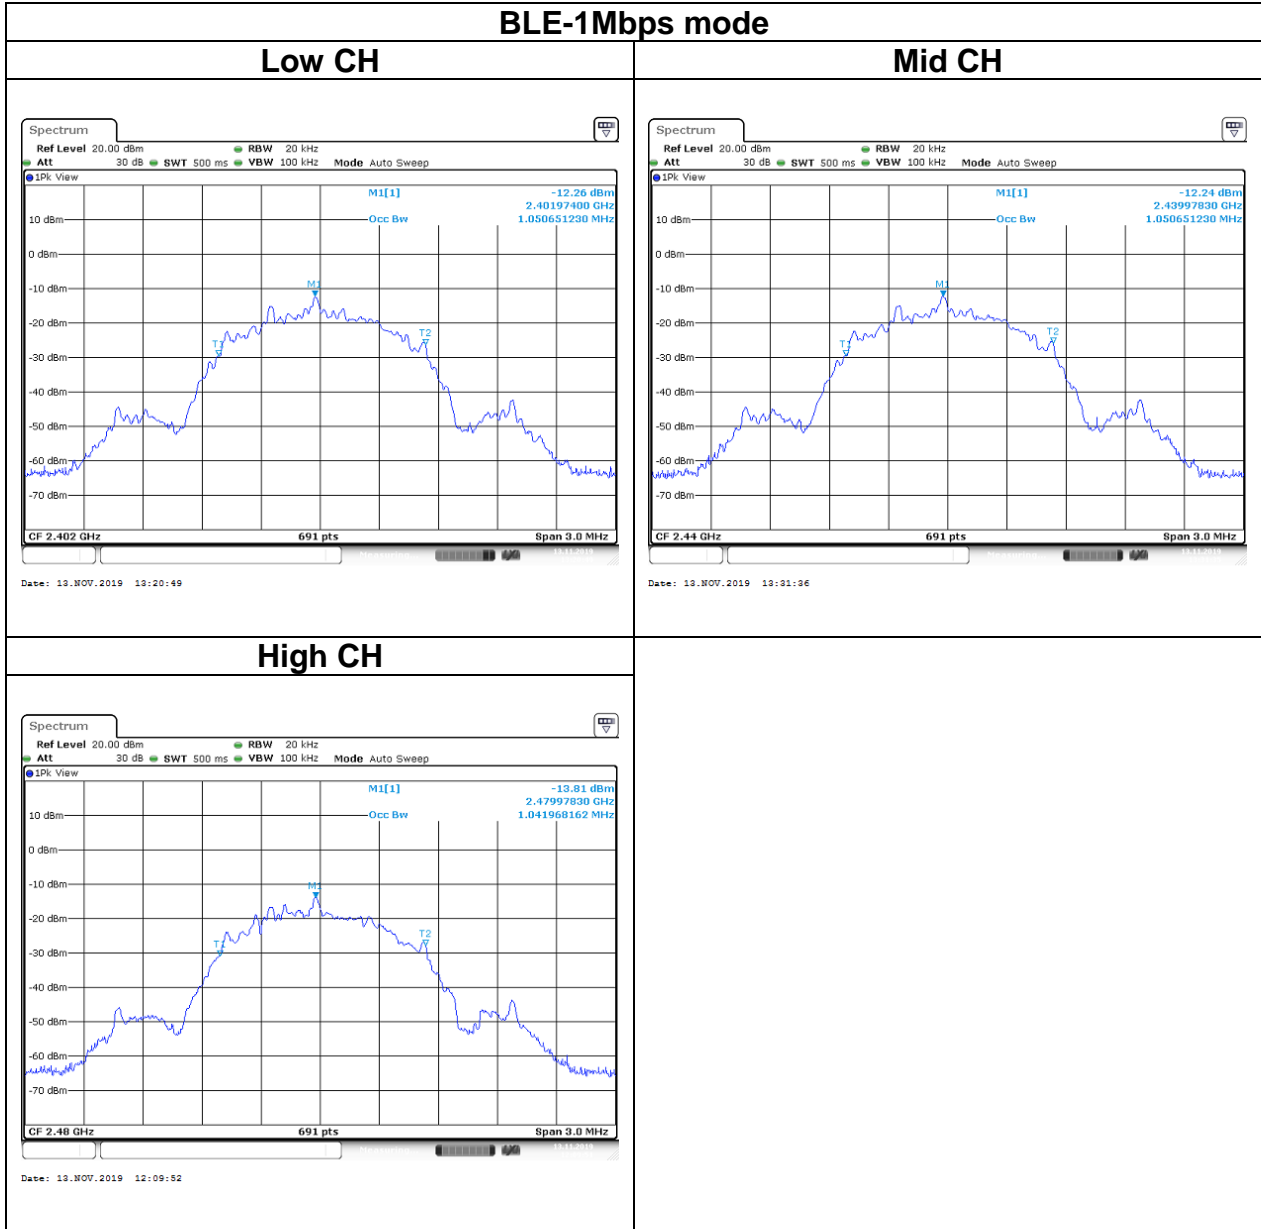 BLE-1Mbps mode
Low CH
Mid CH
Spectrum
Ref Level 20.00 dBm RBW 20 kHz
Att 30 dB SWT 500 ms VBW 100 kHz Mode Auto Sweep
1Pk View
M1[1] -12.26 dBm
2.40197400 GHz
Occ Bw 1.050651230 MHz
10 dBm
0 dBm
-10 dBm
M1
-20 dBm
T1
T2
-30 dBm
-40 dBm
-50 dBm
-60 dBm
-70 dBm
CF 2.402 GHz 691 pts Span 3.0 MHz
Date: 13.NOV.2019 13:20:49
Spectrum
Ref Level 20.00 dBm RBW 20 kHz
Att 30 dB SWT 500 ms VBW 100 kHz Mode Auto Sweep
1Pk View
M1[1] -12.24 dBm
2.43997830 GHz
Occ Bw 1.050651230 MHz
10 dBm
0 dBm
-10 dBm
M1
-20 dBm
T1
T2
-30 dBm
-40 dBm
-50 dBm
-60 dBm
-70 dBm
CF 2.44 GHz 691 pts Span 3.0 MHz
Date: 13.NOV.2019 13:31:36
High CH
Spectrum
Ref Level 20.00 dBm RBW 20 kHz
Att 30 dB SWT 500 ms VBW 100 kHz Mode Auto Sweep
1Pk View
M1[1] -13.81 dBm
2.47997830 GHz
Occ Bw 1.041968162 MHz
10 dBm
0 dBm
-10 dBm
M1
-20 dBm
T1
T2
-30 dBm
-40 dBm
-50 dBm
-60 dBm
-70 dBm
CF 2.48 GHz 691 pts Span 3.0 MHz
Date: 13.NOV.2019 12:09:52